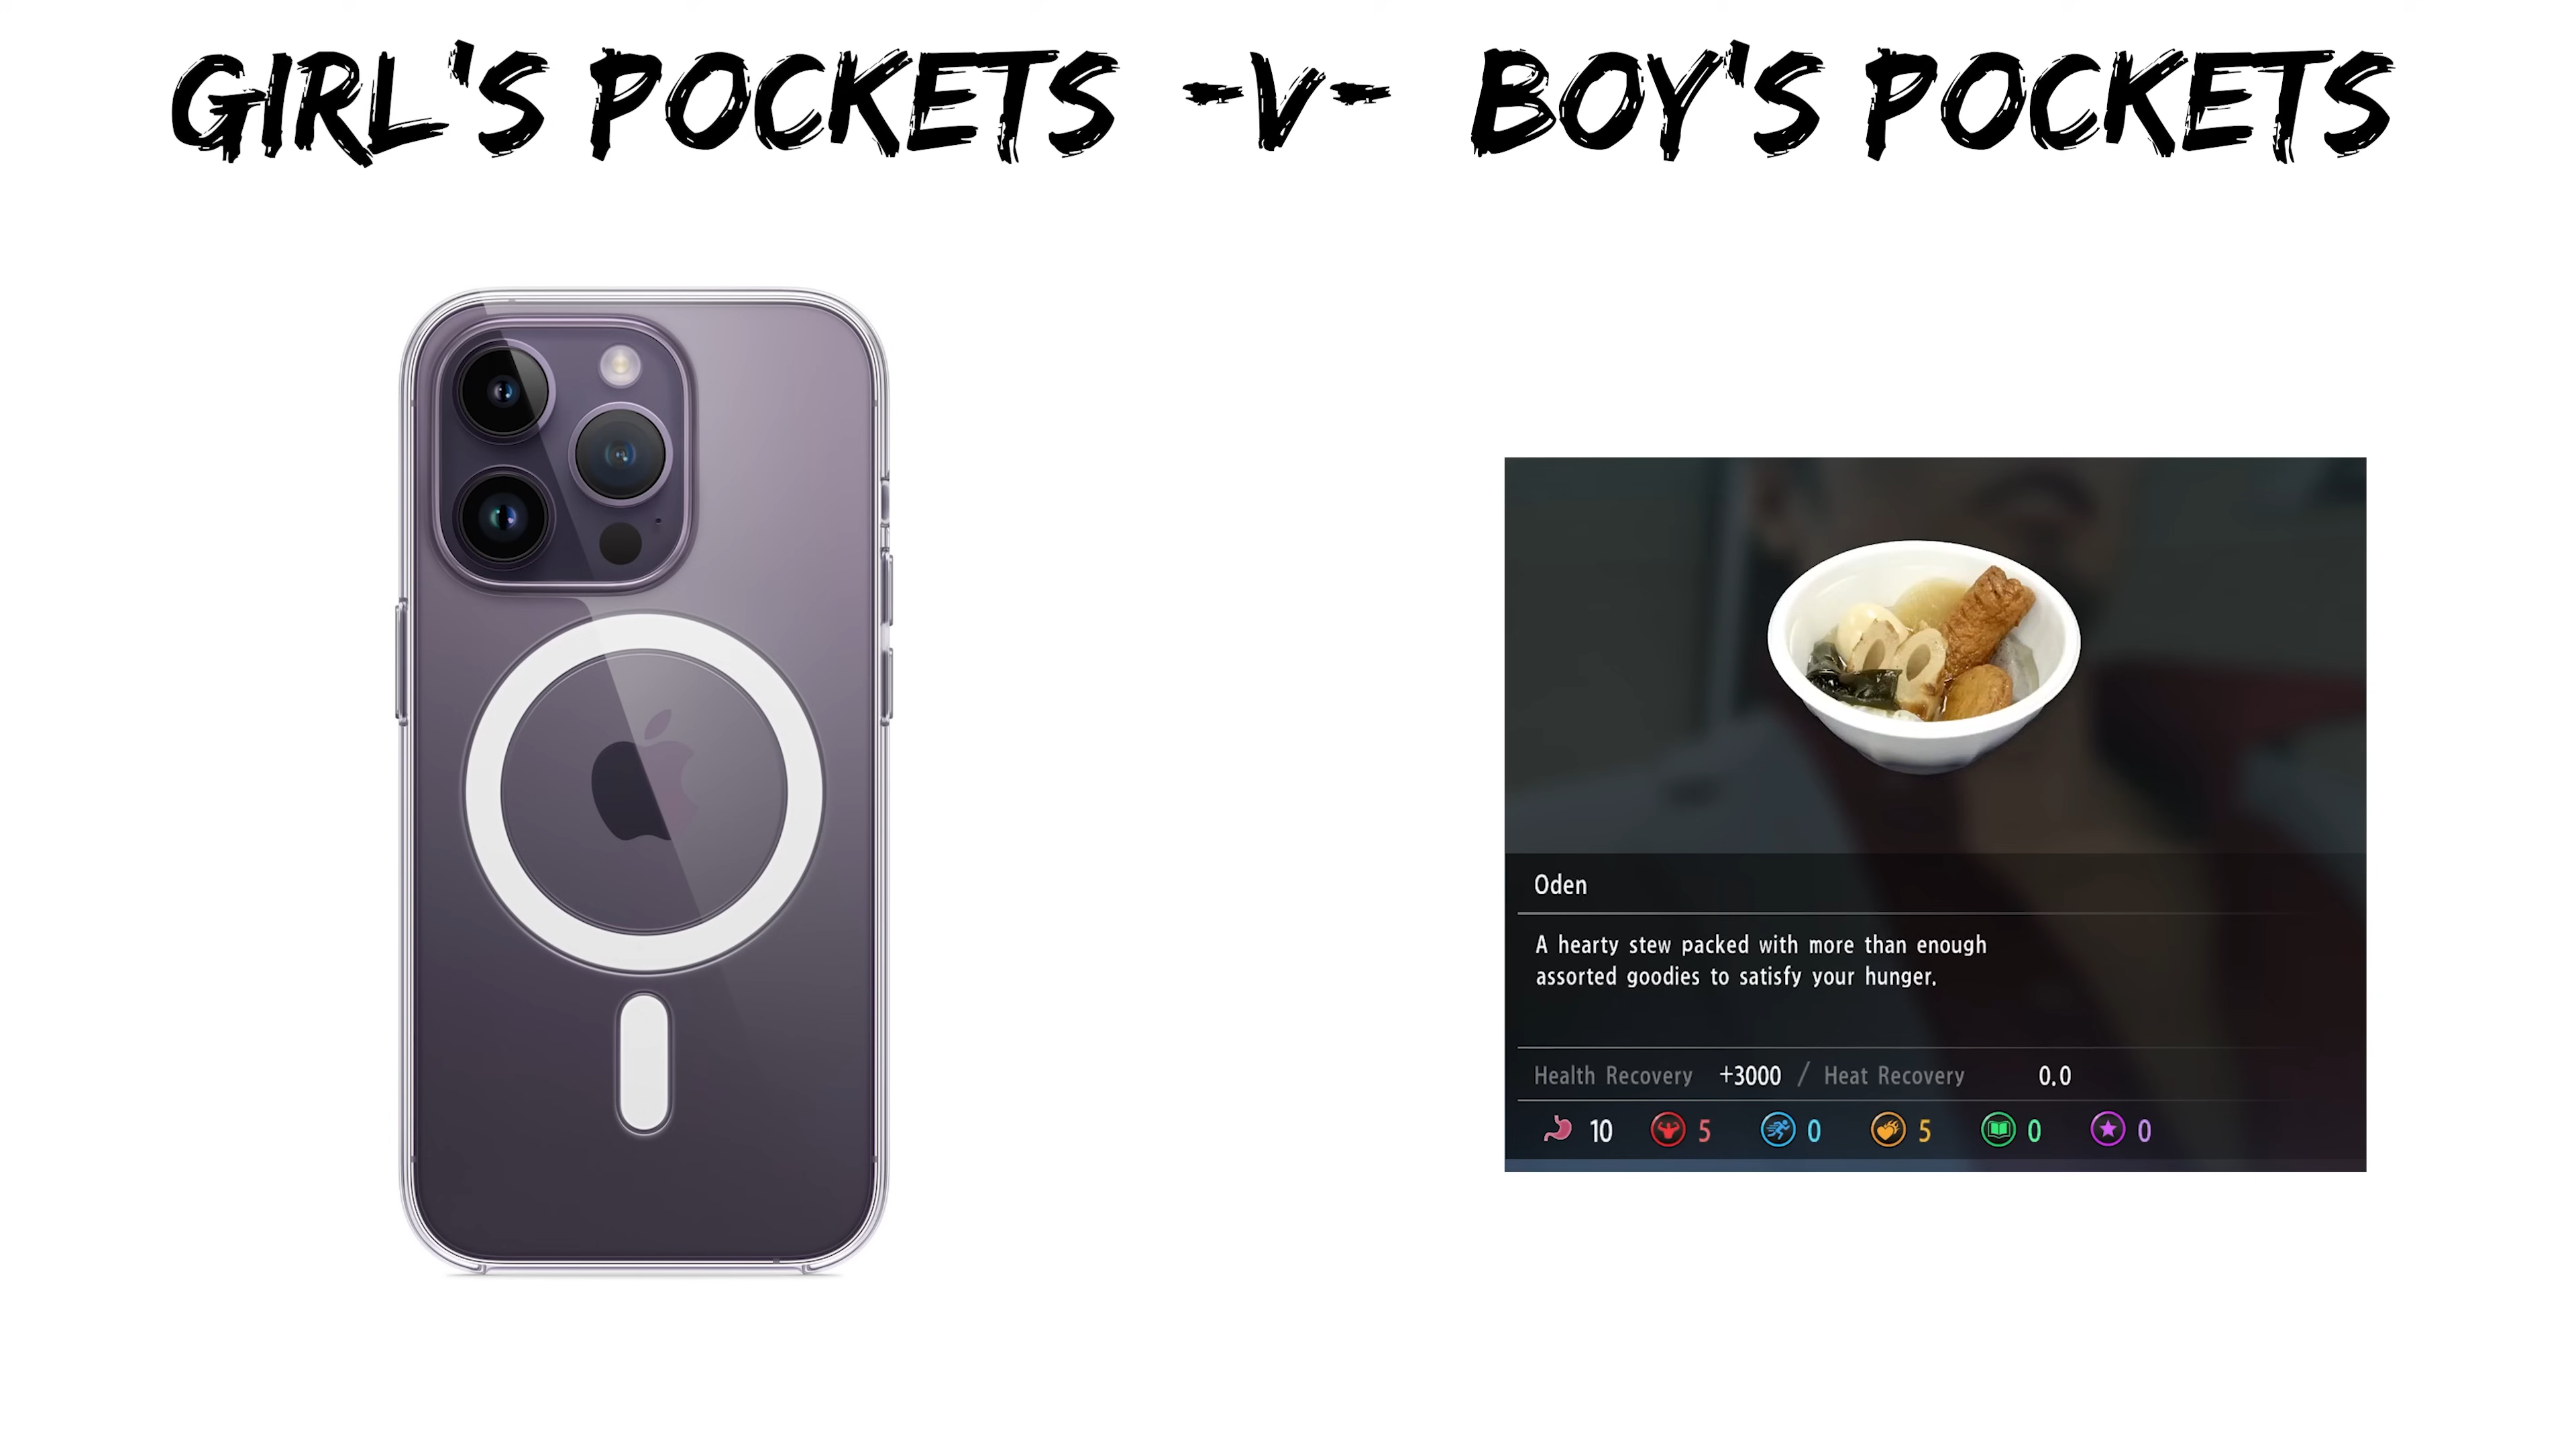 GIRL'S POCKETS -V- BOY'S POCKETS
Oden
A hearty stew packed with more than enough
assorted goodies to satisfy your hunger.
Health Recovery +3000 / Heat Recovery 0.0
10 5 0 5 0 0